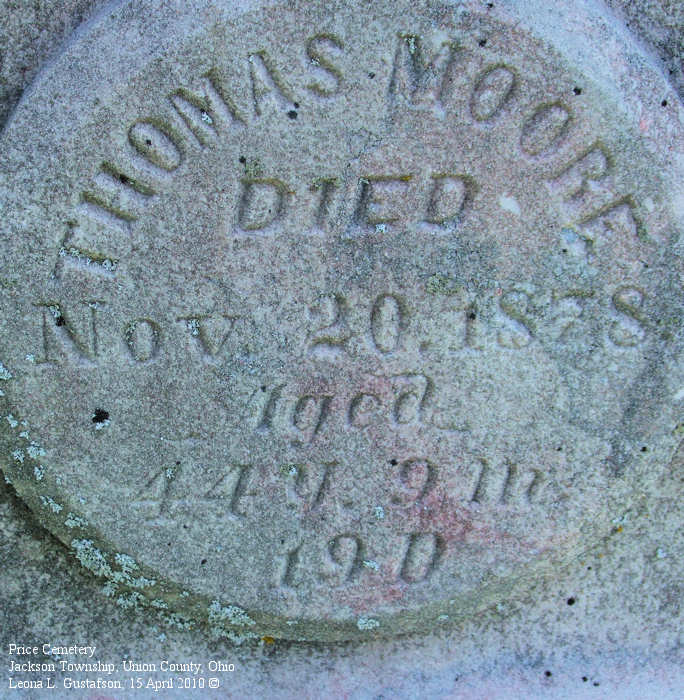 THOMAS MOORE
DIED
Nov 20. 1878
Aged
44 y. 9 m.
19 D
Price Cemetery
Jackson Township, Union County, Ohio
Leona L. Gustafson, 15 April 2010 ©